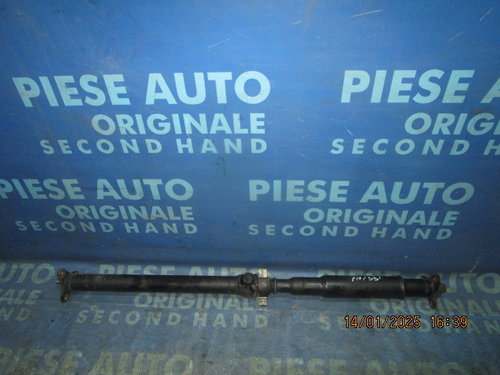 PIESE AUTO
ORIGINALE
SECOND HAND
PIESE AUTO
ORIGINALE
SECOND HAND
PIESE AUTO
ORIGINALE
SECOND HAND
PIESE AUTO
ORIGINALE
SECOND HAND
14/01/2025 16:39